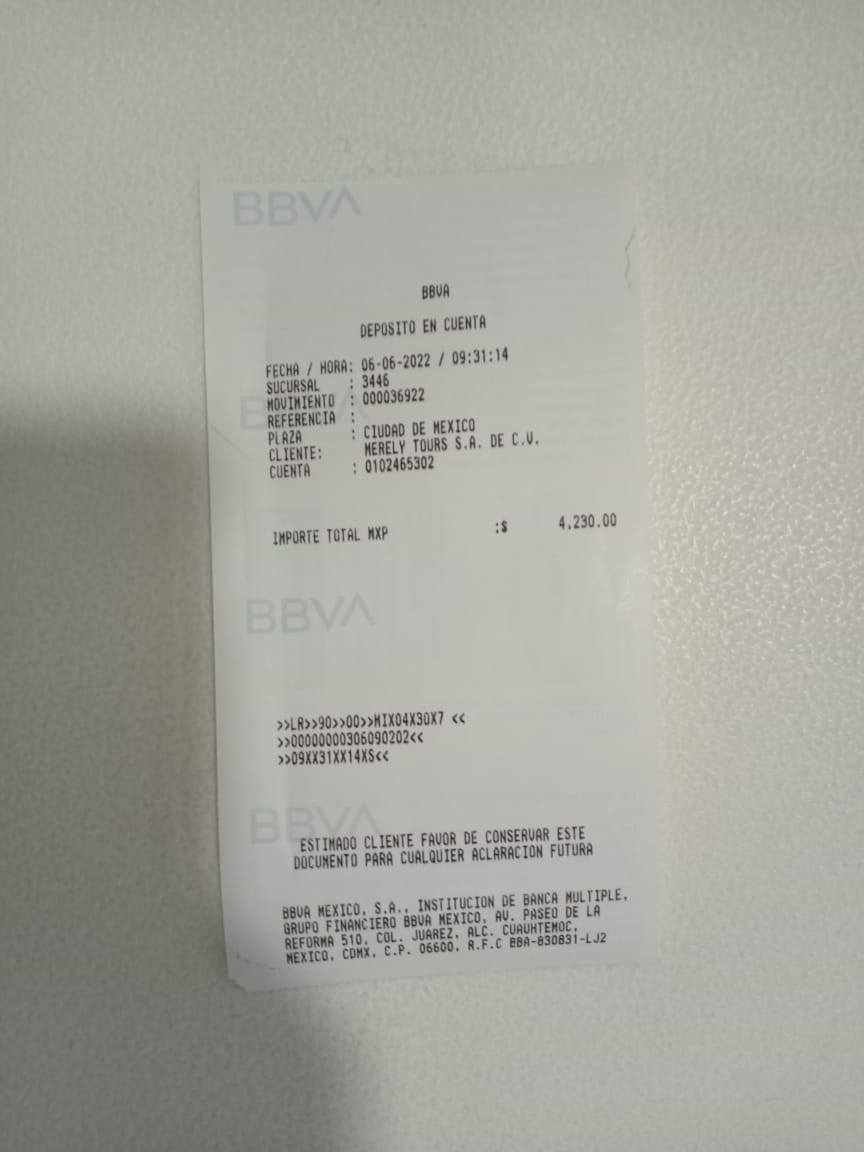 BBVA
BBVA
DEPOSITO EN CUENTA
FECHA / HORA: 06-06-2022 / 09:31:14
SUCURSAL : 3446
MOVIMIENTO : 000036922
REFERENCIA :
PLAZA : CIUDAD DE MEXICO
CLIENTE: MERELY TOURS S.A. DE C.V.
CUENTA : 0102465302
IMPORTE TOTAL MXP :$ 4,230.00
BBVA
>>LR>>90>>00>>MIX04X30X7 <<
>>00000000306090202<<
>>09XX31XX14XS<<
BBVA
ESTIMADO CLIENTE FAVOR DE CONSERVAR ESTE
DOCUMENTO PARA CUALQUIER ACLARACION FUTURA
BBVA MEXICO, S.A., INSTITUCION DE BANCA MULTIPLE,
GRUPO FINANCIERO BBVA MEXICO, AV. PASEO DE LA
REFORMA 510, COL. JUAREZ, ALC. CUAUHTEMOC,
MEXICO, CDMX, C.P. 06600, R.F.C BBA-830831-LJ2